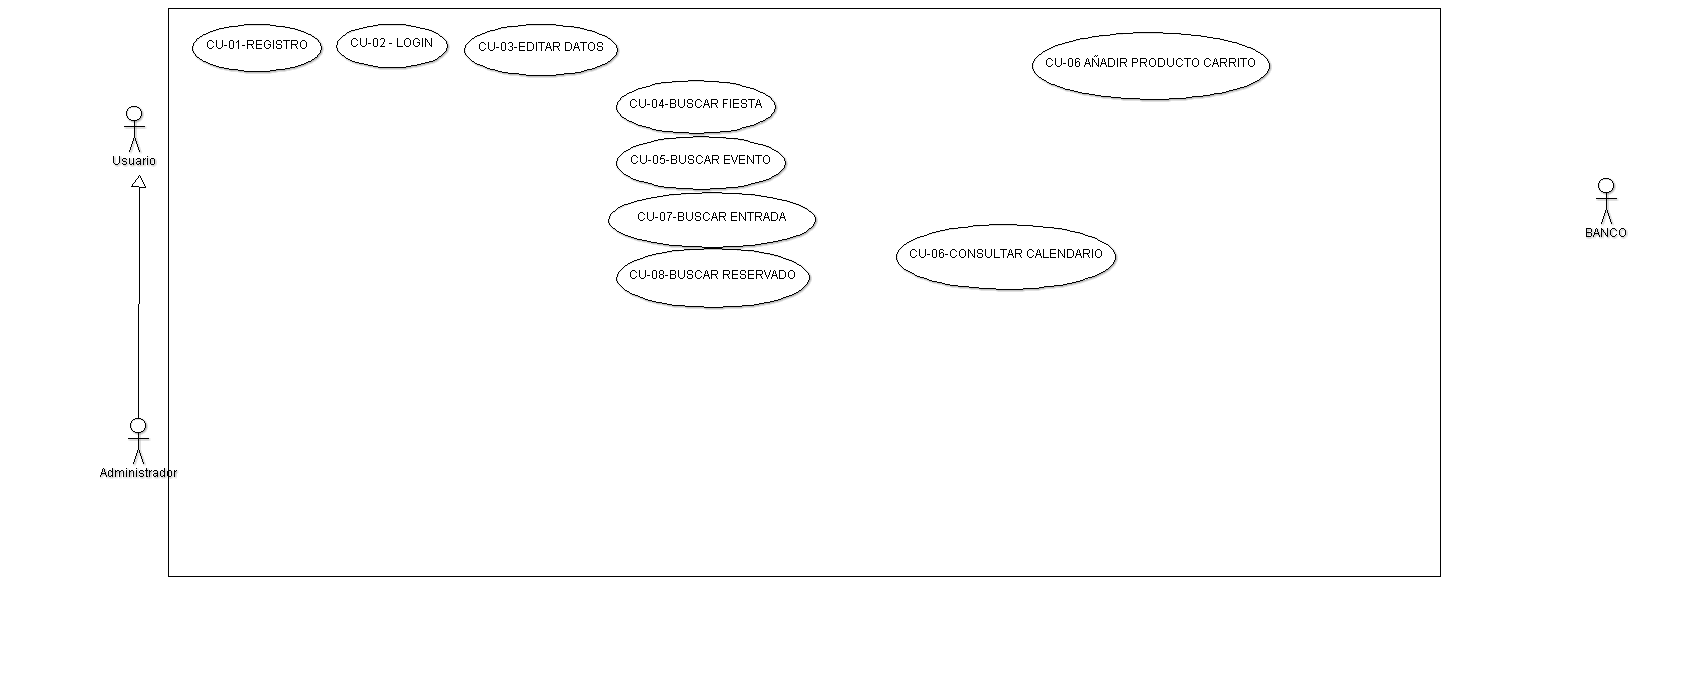 CU-01-REGISTRO
CU-02 - LOGIN
CU-03-EDITAR DATOS
CU-06 AÑADIR PRODUCTO CARRITO
CU-04-BUSCAR FIESTA
Usuario
CU-05-BUSCAR EVENTO
CU-07-BUSCAR ENTRADA
BANCO
CU-06-CONSULTAR CALENDARIO
CU-08-BUSCAR RESERVADO
Administrador